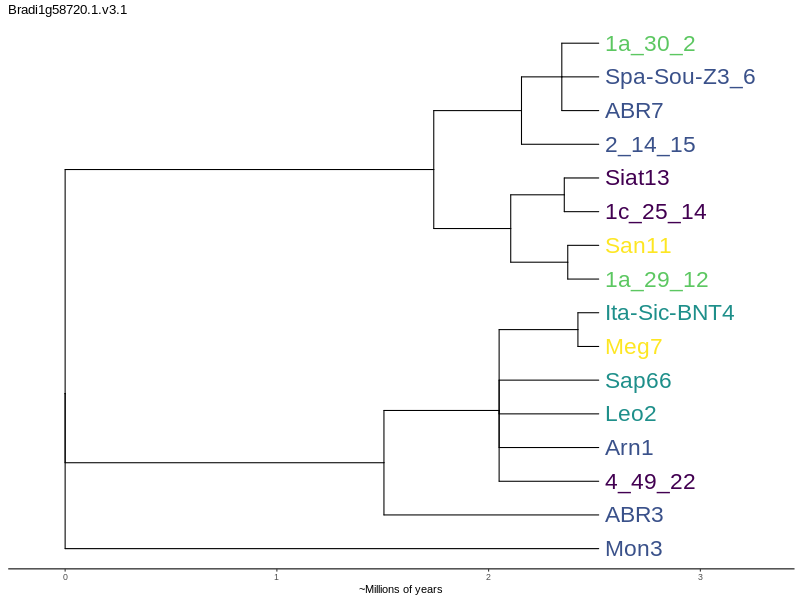 Bradi1g58720.1.v3.1
1a_30_2
Spa-Sou-Z3_6
ABR7
2_14_15
Siat13
1c_25_14
San11
1a_29_12
Ita-Sic-BNT4
Meg7
Sap66
Leo2
Arn1
4_49_22
ABR3
Mon3
0 1 2 3
~Millions of years